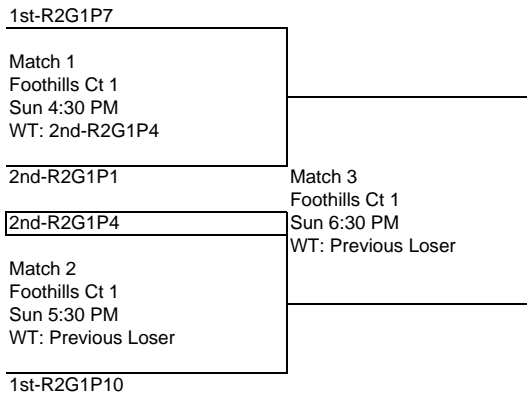 1st-R2G1P7
Match 1
Foothills Ct 1
Sun 4:30 PM
WT: 2nd-R2G1P4
2nd-R2G1P1
Match 3
Foothills Ct 1
Sun 6:30 PM
WT: Previous Loser
2nd-R2G1P4
Match 2
Foothills Ct 1
Sun 5:30 PM
WT: Previous Loser
1st-R2G1P10